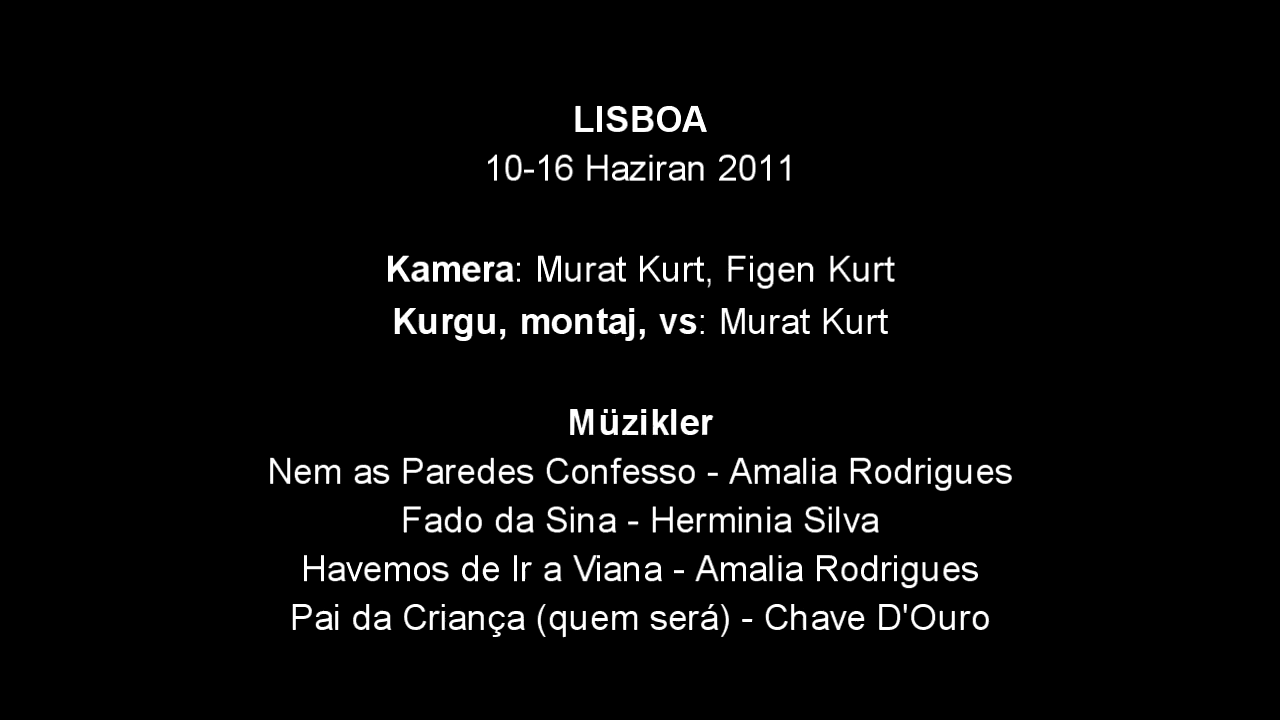 LISBOA
10-16 Haziran 2011
Kamera: Murat Kurt, Figen Kurt
Kurgu, montaj, vs: Murat Kurt
Müzikler
Nem as Paredes Confesso - Amalia Rodrigues
Fado da Sina - Herminia Silva
Havemos de Ir a Viana - Amalia Rodrigues
Pai da Criança (quem será) - Chave D'Ouro